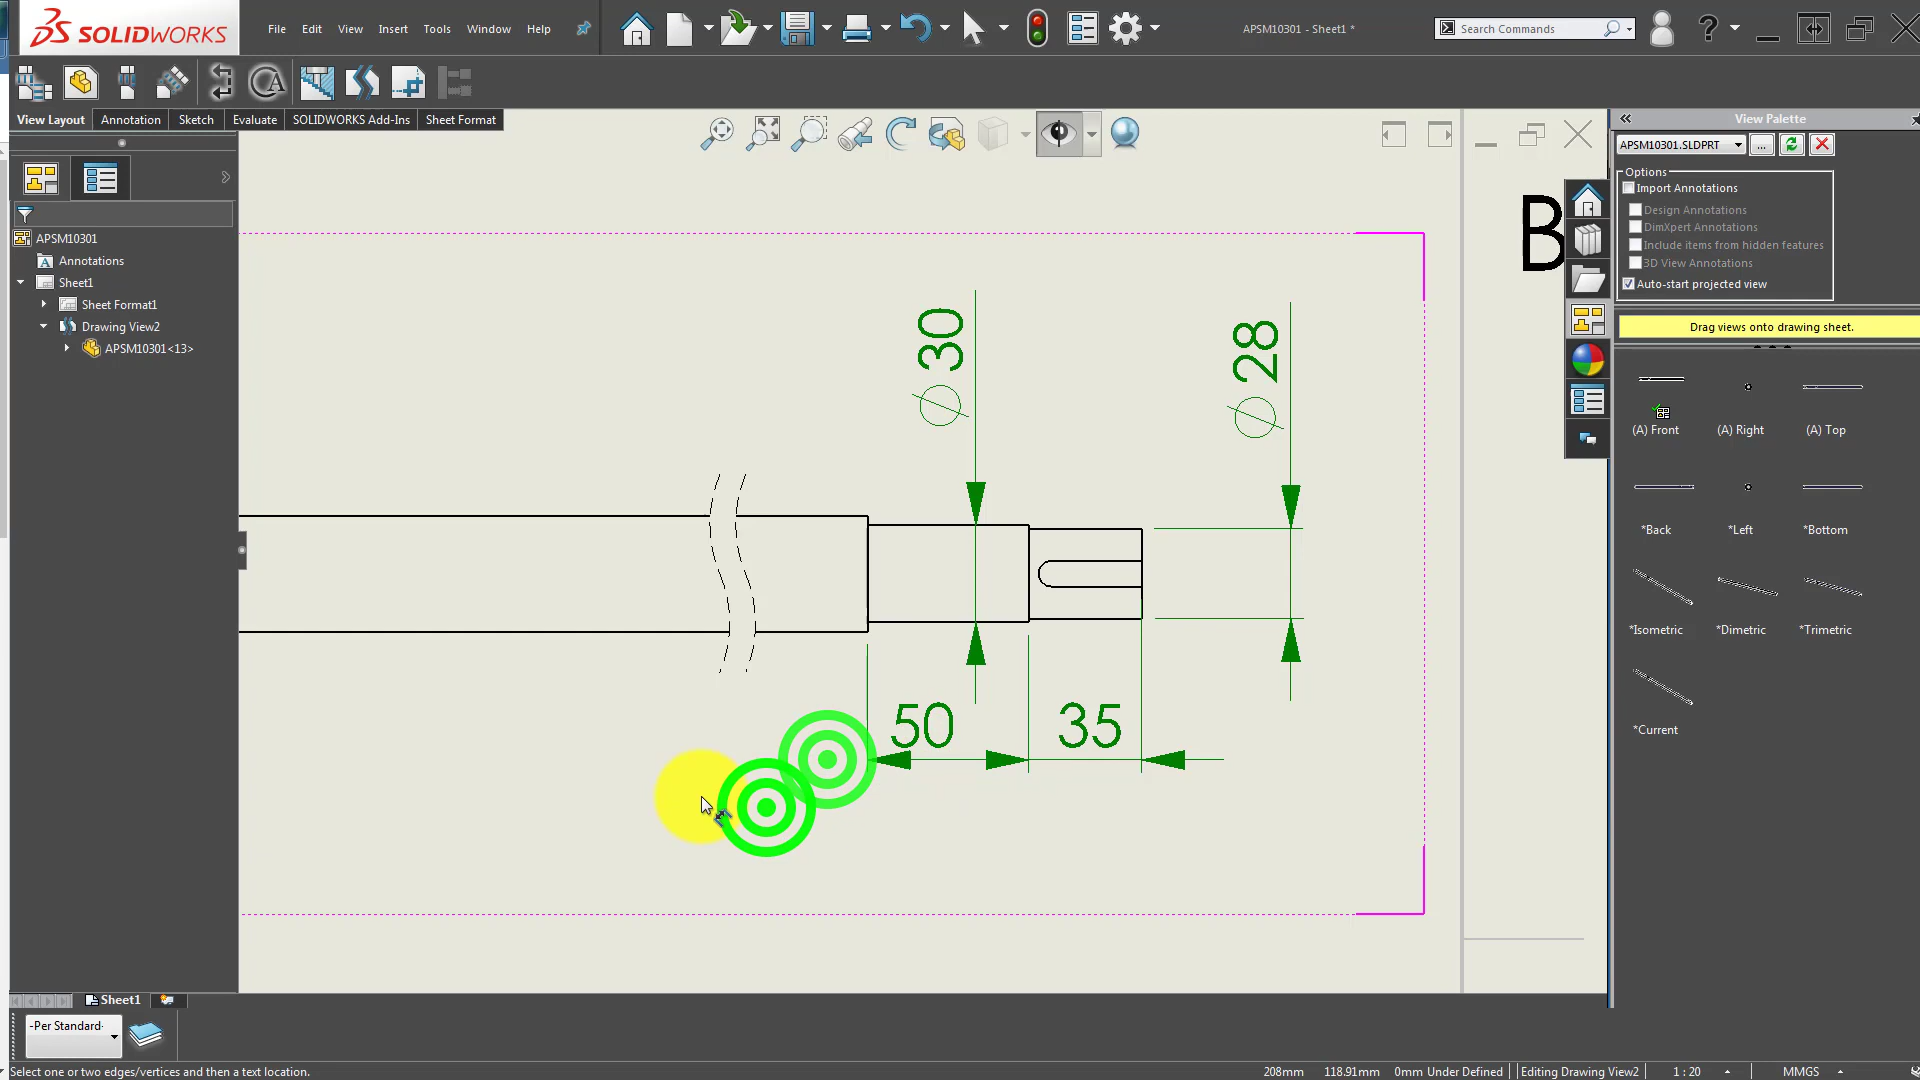 SOLIDWORKS
File Edit View Insert Tools Window Help
APSM10301 - Sheet1 *
Search Commands
View Layout Annotation Sketch Evaluate SOLIDWORKS Add-Ins Sheet Format
View Palette
APSM10301.SLDPRT
...
Options
Import Annotations
Design Annotations
DimXpert Annotations
Include items from hidden features
3D View Annotations
Auto-start projected view
Drag views onto drawing sheet.
(A) Front (A) Right (A) Top
*Back *Left *Bottom
*Isometric *Dimetric *Trimetric
*Current
APSM10301
Annotations
Sheet1
Sheet Format1
Drawing View2
APSM10301<13>
B
∅ 30
∅ 28
50
35
Sheet1
-Per Standard-
Select one or two edges/vertices and then a text location.
208mm 118.91mm 0mm Under Defined Editing Drawing View2 1 : 20 MMGS